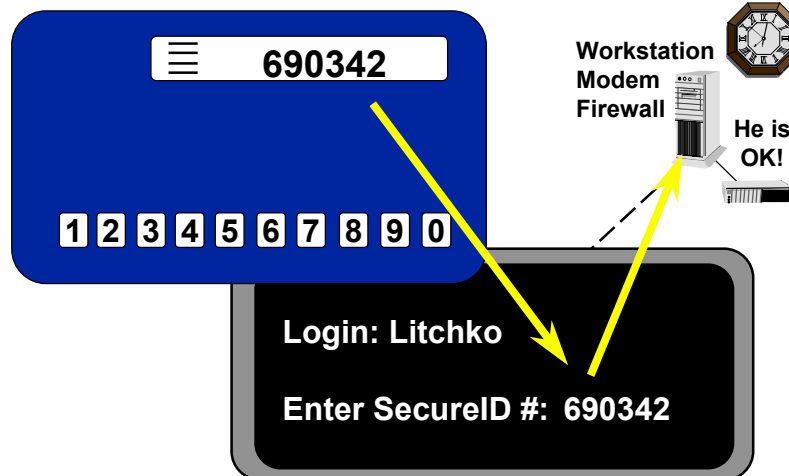 690342
Workstation
Modem
Firewall
He is
OK!
1 2 3 4 5 6 7 8 9 0
Login: Litchko
Enter SecureID #: 690342